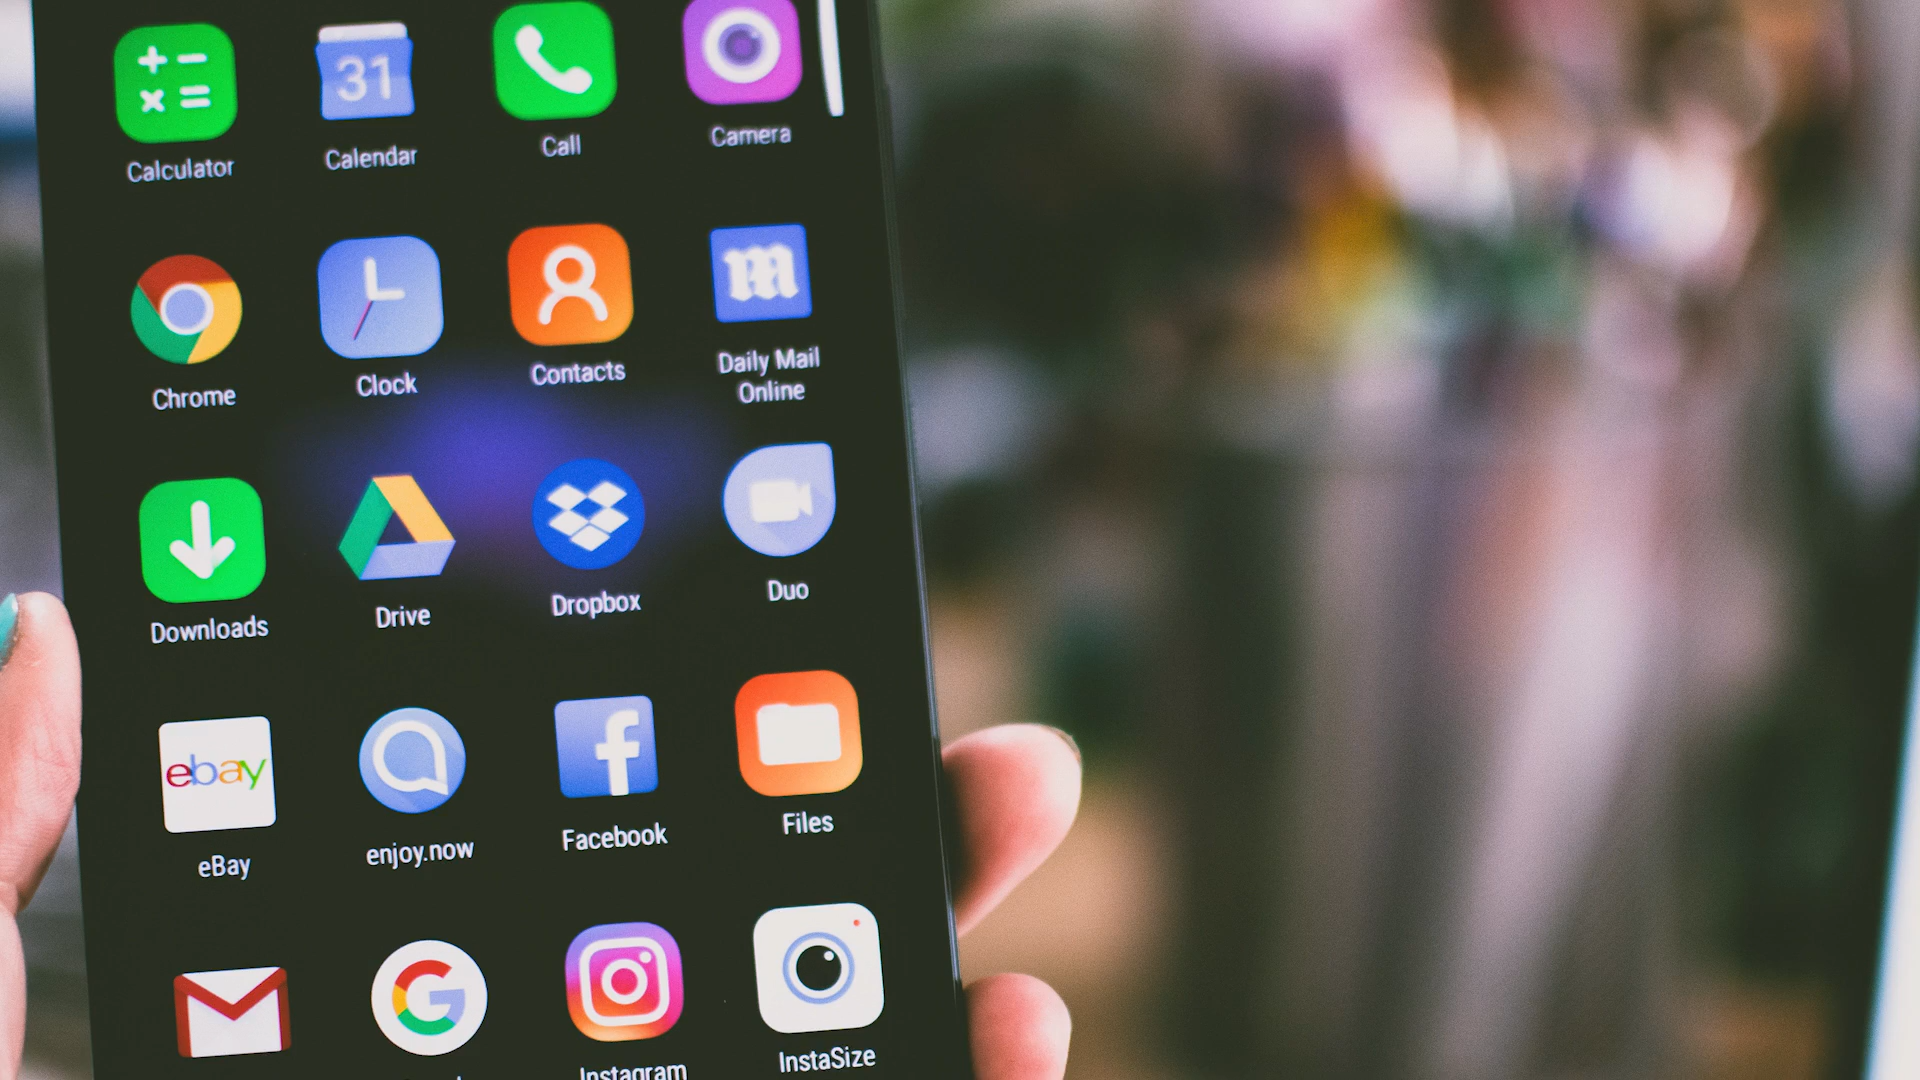 31
Calculator
Calendar
Call
Camera
Chrome
Clock
Contacts
Daily Mail
Online
Downloads
Drive
Dropbox
Duo
ebay
eBay
enjoy.now
Facebook
Files
Instagram
InstaSize